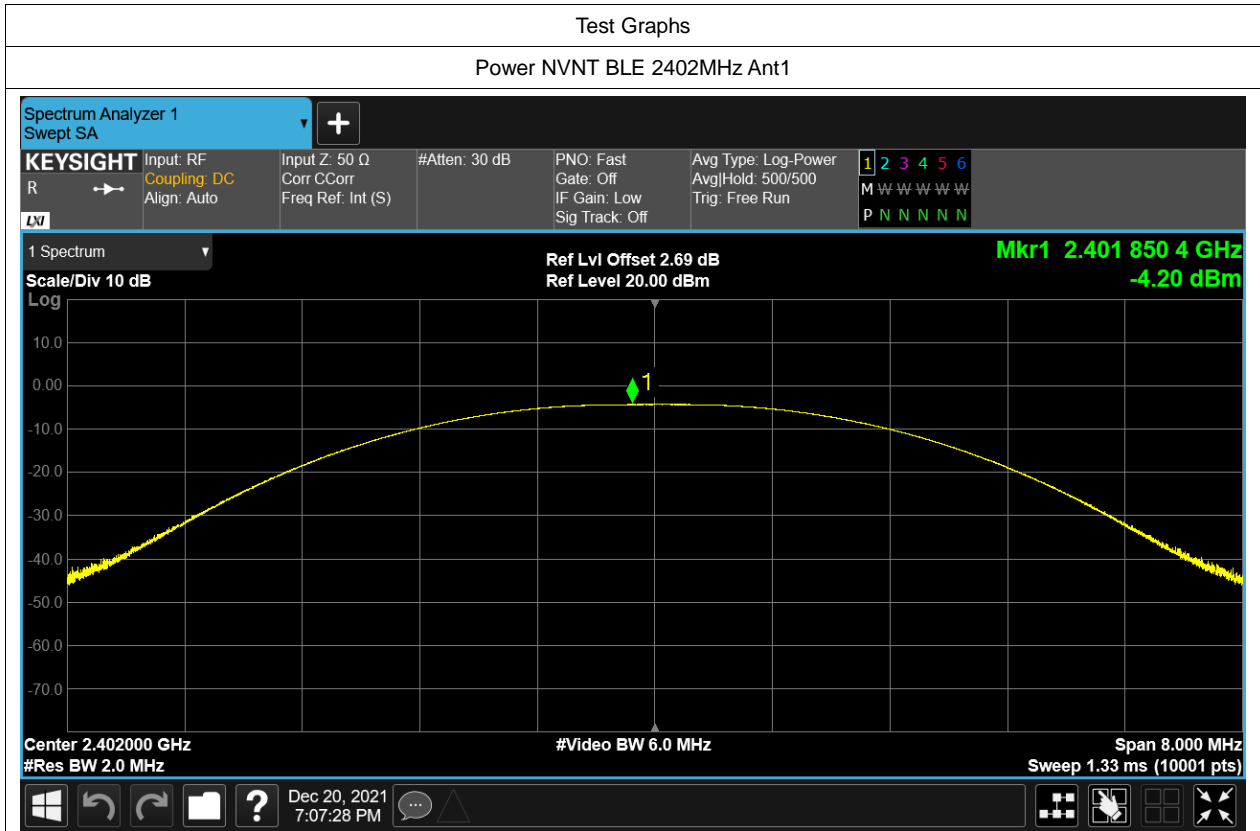 Test Graphs
Power NVNT BLE 2402MHz Ant1
Spectrum Analyzer 1
Swept SA
+
KEYSIGHT
R
LXI
Input: RF
Coupling: DC
Align: Auto
Input Z: 50 Ω
Corr CCorr
Freq Ref: Int (S)
#Atten: 30 dB
PNO: Fast
Gate: Off
IF Gain: Low
Sig Track: Off
Avg Type: Log-Power
Avg|Hold: 500/500
Trig: Free Run
1 2 3 4 5 6
M W W W W W
P N N N N N
1 Spectrum
Scale/Div 10 dB
Log
Ref Lvl Offset 2.69 dB
Ref Level 20.00 dBm
Mkr1 2.401 850 4 GHz
-4.20 dBm
10.0
0.00
-10.0
-20.0
-30.0
-40.0
-50.0
-60.0
-70.0
1
Center 2.402000 GHz
#Res BW 2.0 MHz
#Video BW 6.0 MHz
Span 8.000 MHz
Sweep 1.33 ms (10001 pts)
?
Dec 20, 2021
7:07:28 PM